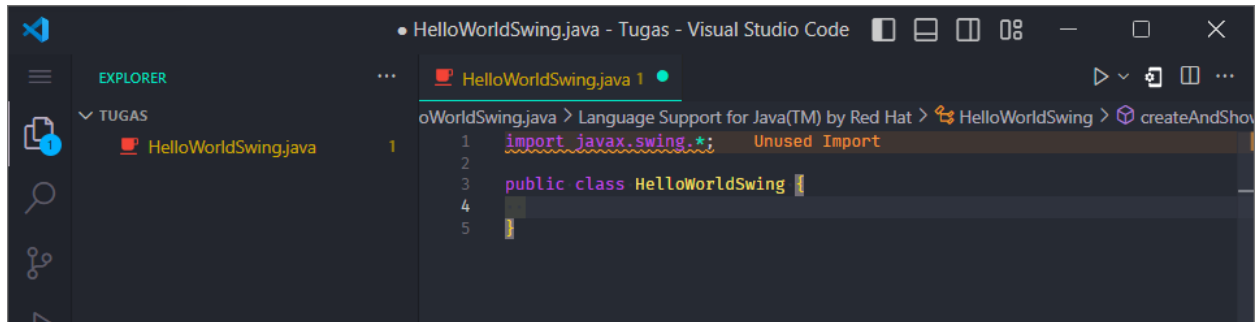 ● HelloWorldSwing.java - Tugas - Visual Studio Code
EXPLORER ···
HelloWorldSwing.java 1 ●
TUGAS
oWorldSwing.java > Language Support for Java(TM) by Red Hat > HelloWorldSwing > createAndShow
HelloWorldSwing.java 1
1
1 import javax.swing.*; Unused Import
2
3 public class HelloWorldSwing {
4
5 }